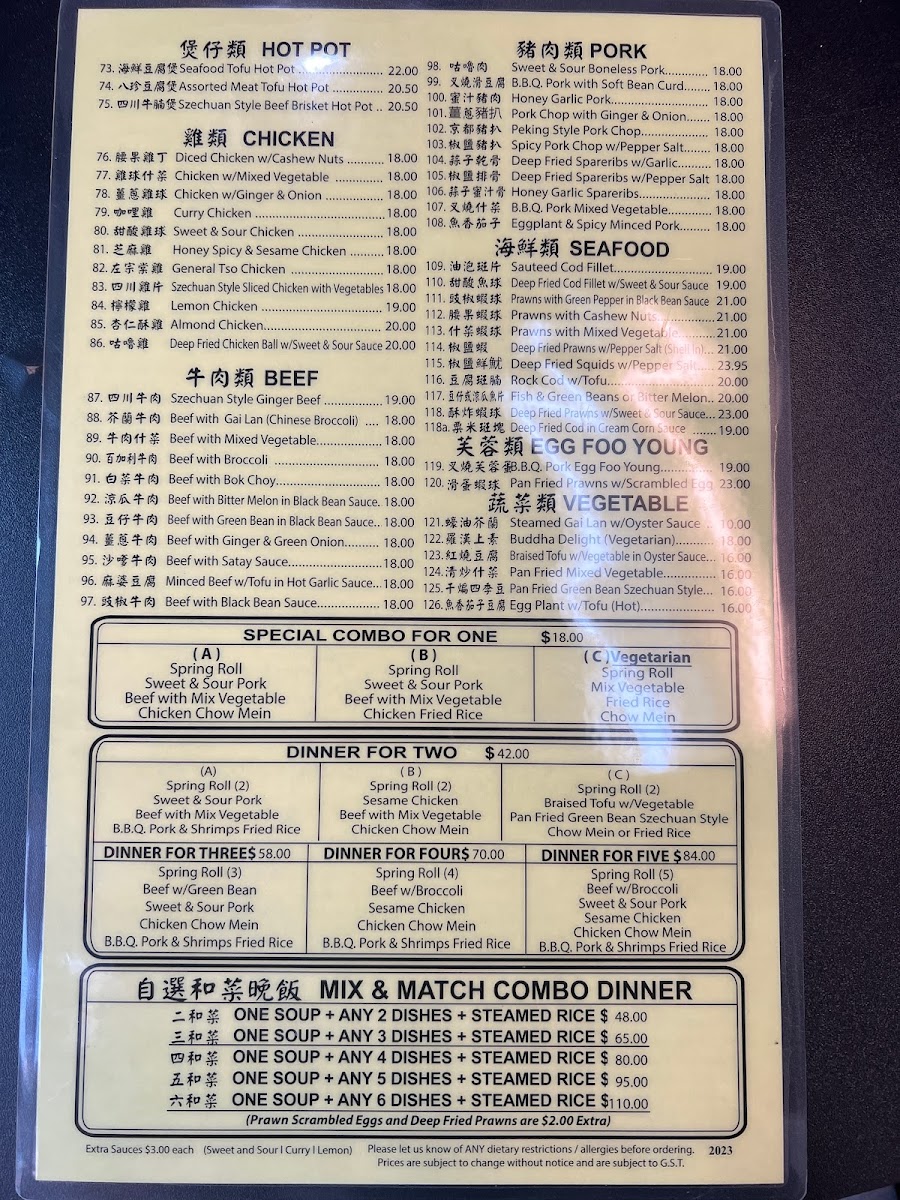 煲仔類 HOT POT
73. 海鮮豆腐煲 Seafood Tofu Hot Pot ........................ 22.00
74. 八珍豆腐煲 Assorted Meat Tofu Hot Pot ............... 20.50
75. 四川牛腩煲 Szechuan Style Beef Brisket Hot Pot .. 20.50
雞類 CHICKEN
76. 腰果雞丁 Diced Chicken w/Cashew Nuts .......... 18.00
77. 雞球什菜 Chicken w/Mixed Vegetable ............. 18.00
78. 薑蔥雞球 Chicken w/Ginger & Onion ............... 18.00
79. 咖哩雞 Curry Chicken .................................. 18.00
80. 甜酸雞球 Sweet & Sour Chicken ..................... 18.00
81. 芝麻雞 Honey Spicy & Sesame Chicken ......... 18.00
82. 左宗棠雞 General Tso Chicken ........................ 18.00
83. 四川雞片 Szechuan Style Sliced Chicken with Vegetables 18.00
84. 檸檬雞 Lemon Chicken ................................ 19.00
85. 杏仁酥雞 Almond Chicken............................... 20.00
86. 咕嚕雞 Deep Fried Chicken Ball w/Sweet & Sour Sauce 20.00
牛肉類 BEEF
87. 四川牛肉 Szechuan Style Ginger Beef ................ 19.00
88. 芥蘭牛肉 Beef with Gai Lan (Chinese Broccoli) .... 18.00
89. 牛肉什菜 Beef with Mixed Vegetable................. 18.00
90. 百加利牛肉 Beef with Broccoli ............................ 18.00
91. 白菜牛肉 Beef with Bok Choy........................... 18.00
92. 涼瓜牛肉 Beef with Bitter Melon in Black Bean Sauce. 18.00
93. 豆仔牛肉 Beef with Green Bean in Black Bean Sauce.. 18.00
94. 薑蔥牛肉 Beef with Ginger & Green Onion.......... 18.00
95. 沙嗲牛肉 Beef with Satay Sauce........................ 18.00
96. 麻婆豆腐 Minced Beef w/Tofu in Hot Garlic Sauce... 18.00
97. 豉椒牛肉 Beef with Black Bean Sauce................. 18.00
豬肉類 PORK
98. 咕嚕肉 Sweet & Sour Boneless Pork............ 18.00
99. 叉燒滑豆腐 B.B.Q. Pork with Soft Bean Curd....... 18.00
100. 蜜汁豬肉 Honey Garlic Pork........................... 18.00
101. 薑蔥豬扒 Pork Chop with Ginger & Onion...... 18.00
102. 京都豬扒 Peking Style Pork Chop.................. 18.00
103. 椒鹽豬扒 Spicy Pork Chop w/Pepper Salt....... 18.00
104. 蒜子乾骨 Deep Fried Spareribs w/Garlic......... 18.00
105. 椒鹽排骨 Deep Fried Spareribs w/Pepper Salt 18.00
106. 蒜子蜜汁骨 Honey Garlic Spareribs.................... 18.00
107. 叉燒什菜 B.B.Q. Pork Mixed Vegetable............ 18.00
108. 魚香茄子 Eggplant & Spicy Minced Pork........ 18.00
海鮮類 SEAFOOD
109. 油泡斑片 Sauteed Cod Fillet........................... 19.00
110. 甜酸魚球 Deep Fried Cod Fillet w/Sweet & Sour Sauce 19.00
111. 豉椒蝦球 Prawns with Green Pepper in Black Bean Sauce 21.00
112. 腰果蝦球 Prawns with Cashew Nuts...............21.00
113. 什菜蝦球 Prawns with Mixed Vegetable..........21.00
114. 椒鹽蝦 Deep Fried Prawns w/Pepper Salt (Shell In)... 21.00
115. 椒鹽鮮魷 Deep Fried Squids w/Pepper Salt..... 23.95
116. 豆腐斑腩 Rock Cod w/Tofu............................ 20.00
117. 豆仔或涼瓜魚片 Fish & Green Beans or Bitter Melon.. 20.00
118. 酥炸蝦球 Deep Fried Prawns w/Sweet & Sour Sauce... 23.00
118a. 粟米斑塊 Deep Fried Cod in Cream Corn Sauce ......19.00
芙蓉類 EGG FOO YOUNG
119. 叉燒芙蓉蛋 B.B.Q. Pork Egg Foo Young............ 19.00
120. 滑蛋蝦球 Pan Fried Prawns w/Scrambled Egg 23.00
蔬菜類 VEGETABLE
121. 蠔油芥蘭 Steamed Gai Lan w/Oyster Sauce .. 10.00
122. 羅漢上素 Buddha Delight (Vegetarian).......... 18.00
123. 紅燒豆腐 Braised Tofu w/Vegetable in Oyster Sauce... 16.00
124. 清炒什菜 Pan Fried Mixed Vegetable.............. 16.00
125. 干煸四季豆 Pan Fried Green Bean Szechuan Style... 16.00
126. 魚香茄子豆腐 Egg Plant w/Tofu (Hot)..................... 16.00
SPECIAL COMBO FOR ONE $18.00
( A )
Spring Roll
Sweet & Sour Pork
Beef with Mix Vegetable
Chicken Chow Mein
( B )
Spring Roll
Sweet & Sour Pork
Beef with Mix Vegetable
Chicken Fried Rice
( C )Vegetarian
Spring Roll
Mix Vegetable
Fried Rice
Chow Mein
DINNER FOR TWO $ 42.00
(A)
Spring Roll (2)
Sweet & Sour Pork
Beef with Mix Vegetable
B.B.Q. Pork & Shrimps Fried Rice
( B )
Spring Roll (2)
Sesame Chicken
Beef with Mix Vegetable
Chicken Chow Mein
( C )
Spring Roll (2)
Braised Tofu w/Vegetable
Pan Fried Green Bean Szechuan Style
Chow Mein or Fried Rice
DINNER FOR THREE$ 58.00
Spring Roll (3)
Beef w/Green Bean
Sweet & Sour Pork
Chicken Chow Mein
B.B.Q. Pork & Shrimps Fried Rice
DINNER FOR FOUR$ 70.00
Spring Roll (4)
Beef w/Broccoli
Sesame Chicken
Chicken Chow Mein
B.B.Q. Pork & Shrimps Fried Rice
DINNER FOR FIVE $84.00
Spring Roll (5)
Beef w/Broccoli
Sweet & Sour Pork
Sesame Chicken
Chicken Chow Mein
B.B.Q. Pork & Shrimps Fried Rice
自選和菜晚飯 MIX & MATCH COMBO DINNER
二和菜 ONE SOUP + ANY 2 DISHES + STEAMED RICE $ 48.00
三和菜 ONE SOUP + ANY 3 DISHES + STEAMED RICE $ 65.00
四和菜 ONE SOUP + ANY 4 DISHES + STEAMED RICE $ 80.00
五和菜 ONE SOUP + ANY 5 DISHES + STEAMED RICE $ 95.00
六和菜 ONE SOUP + ANY 6 DISHES + STEAMED RICE $110.00
(Prawn Scrambled Eggs and Deep Fried Prawns are $2.00 Extra)
Extra Sauces $3.00 each (Sweet and Sour l Curry l Lemon) Please let us know of ANY dietary restrictions / allergies before ordering. 2023
Prices are subject to change without notice and are subject to G.S.T.